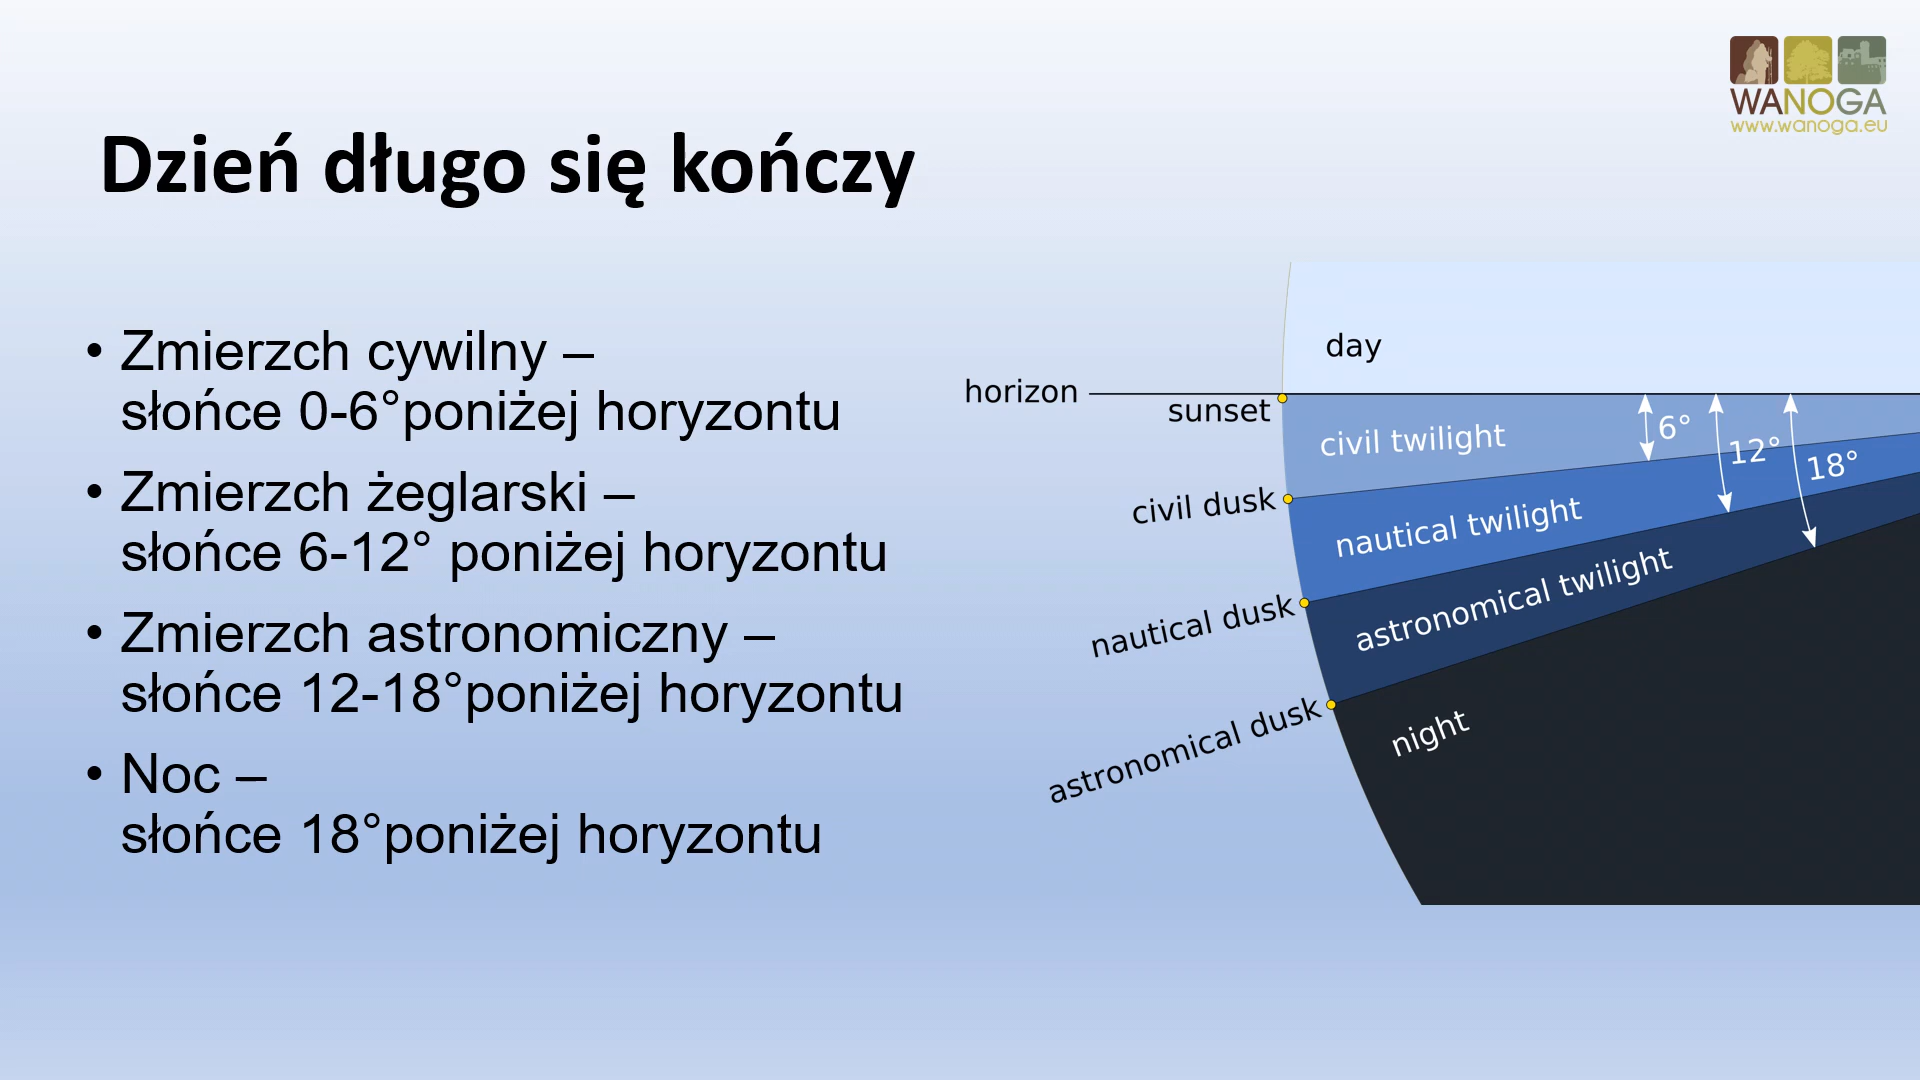 WANOGA
www.wanoga.eu
Dzień długo się kończy
• Zmierzch cywilny –
słońce 0-6°poniżej horyzontu
• Zmierzch żeglarski –
słońce 6-12° poniżej horyzontu
• Zmierzch astronomiczny –
słońce 12-18°poniżej horyzontu
• Noc –
słońce 18°poniżej horyzontu
day
horizon
sunset
civil twilight
6°
12°
18°
civil dusk
nautical twilight
nautical dusk
astronomical twilight
astronomical dusk
night